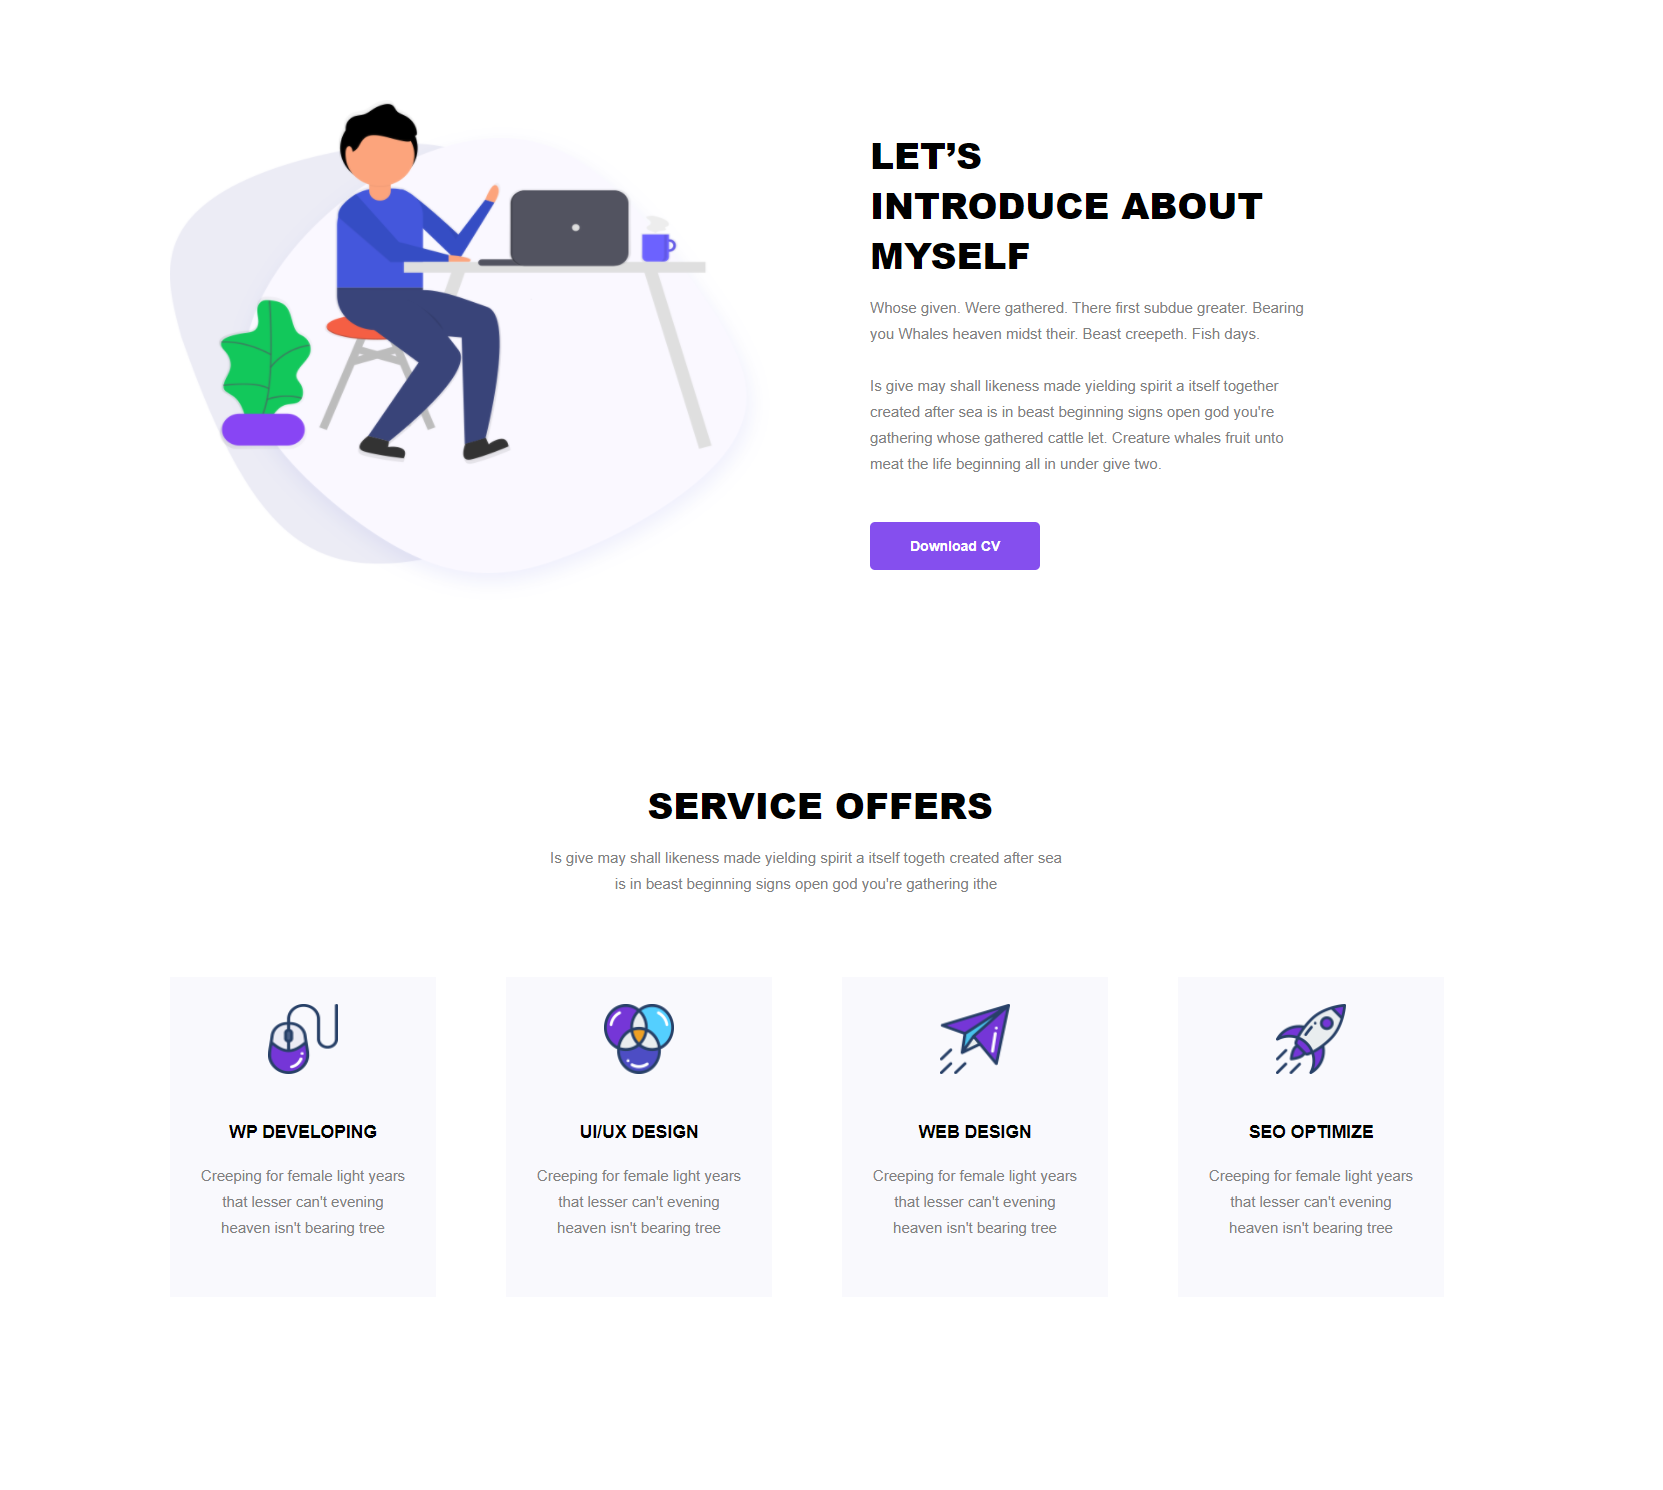 LET’S
INTRODUCE ABOUT
MYSELF
Whose given. Were gathered. There first subdue greater. Bearing
you Whales heaven midst their. Beast creepeth. Fish days.
Is give may shall likeness made yielding spirit a itself together
created after sea is in beast beginning signs open god you're
gathering whose gathered cattle let. Creature whales fruit unto
meat the life beginning all in under give two.
Download CV
SERVICE OFFERS
Is give may shall likeness made yielding spirit a itself togeth created after sea
is in beast beginning signs open god you're gathering ithe
WP DEVELOPING
Creeping for female light years
that lesser can't evening
heaven isn't bearing tree
UI/UX DESIGN
Creeping for female light years
that lesser can't evening
heaven isn't bearing tree
WEB DESIGN
Creeping for female light years
that lesser can't evening
heaven isn't bearing tree
SEO OPTIMIZE
Creeping for female light years
that lesser can't evening
heaven isn't bearing tree